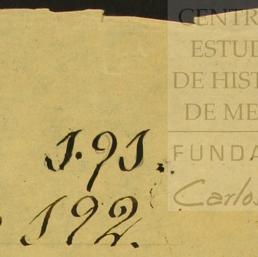 CENTR
ESTUD
DE HIST
DE ME
FUNDA
Carlos
191.
192.